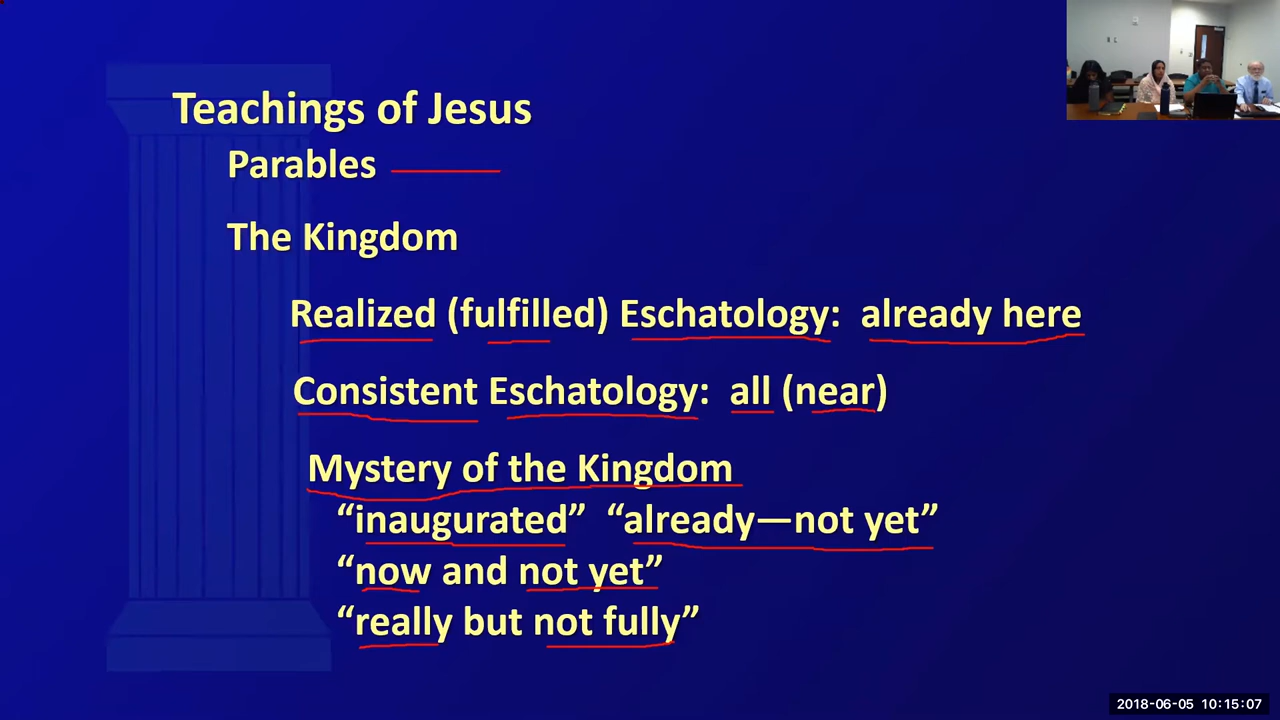 Teachings of Jesus
Parables
The Kingdom
Realized (fulfilled) Eschatology:  already here
Consistent Eschatology:  all (near)
Mystery of the Kingdom
“inaugurated”  “already—not yet”
“now and not yet”
“really but not fully”
2018-06-05 10:15:07